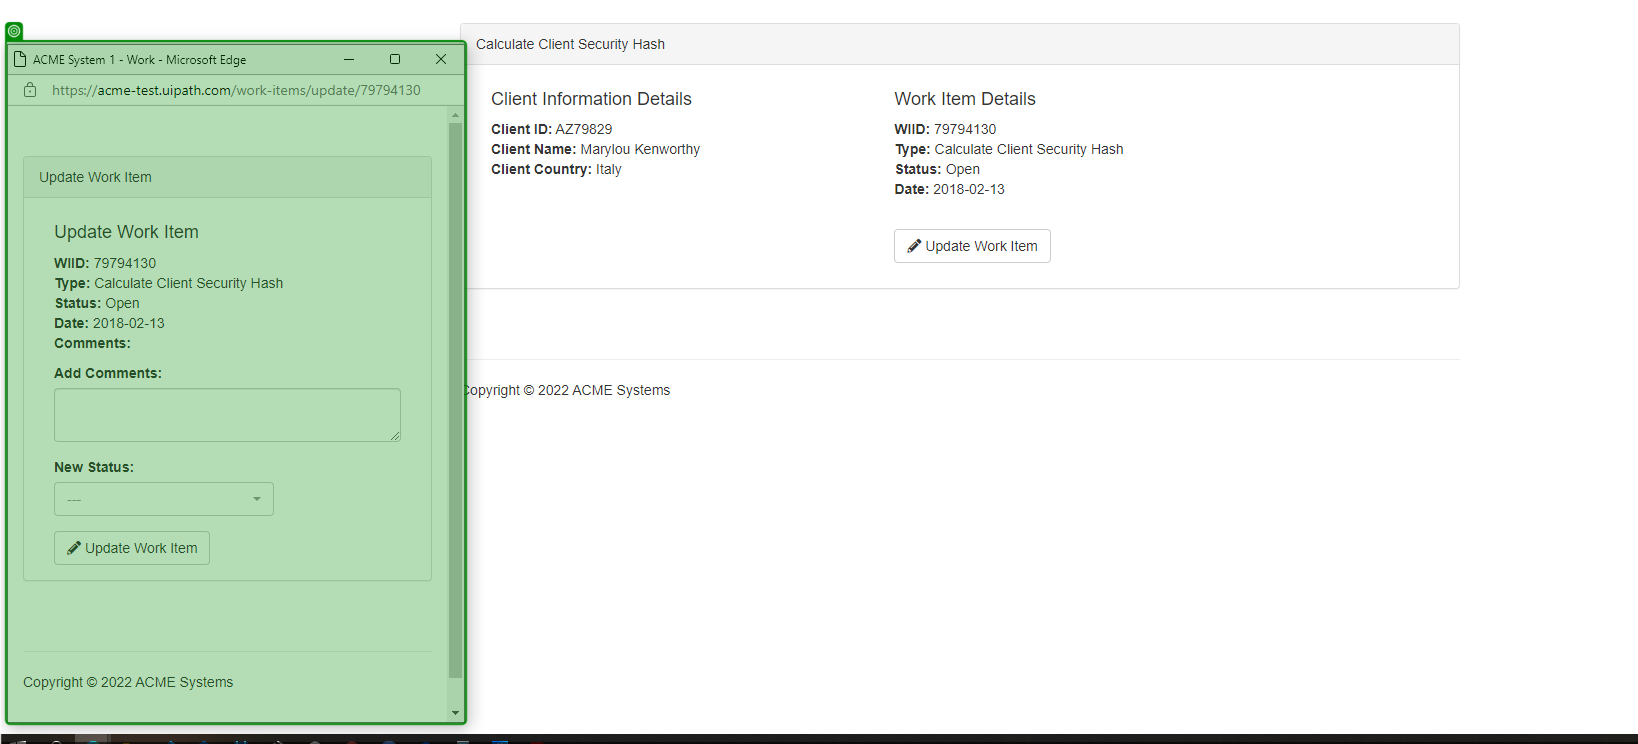 ACME System 1 - Work - Microsoft Edge
https://acme-test.uipath.com/work-items/update/79794130
Update Work Item
Update Work Item
WIID: 79794130
Type: Calculate Client Security Hash
Status: Open
Date: 2018-02-13
Comments:
Add Comments:
New Status:
---
Update Work Item
Copyright © 2022 ACME Systems
Calculate Client Security Hash
Client Information Details
Client ID: AZ79829
Client Name: Marylou Kenworthy
Client Country: Italy
Work Item Details
WIID: 79794130
Type: Calculate Client Security Hash
Status: Open
Date: 2018-02-13
Update Work Item
Copyright © 2022 ACME Systems